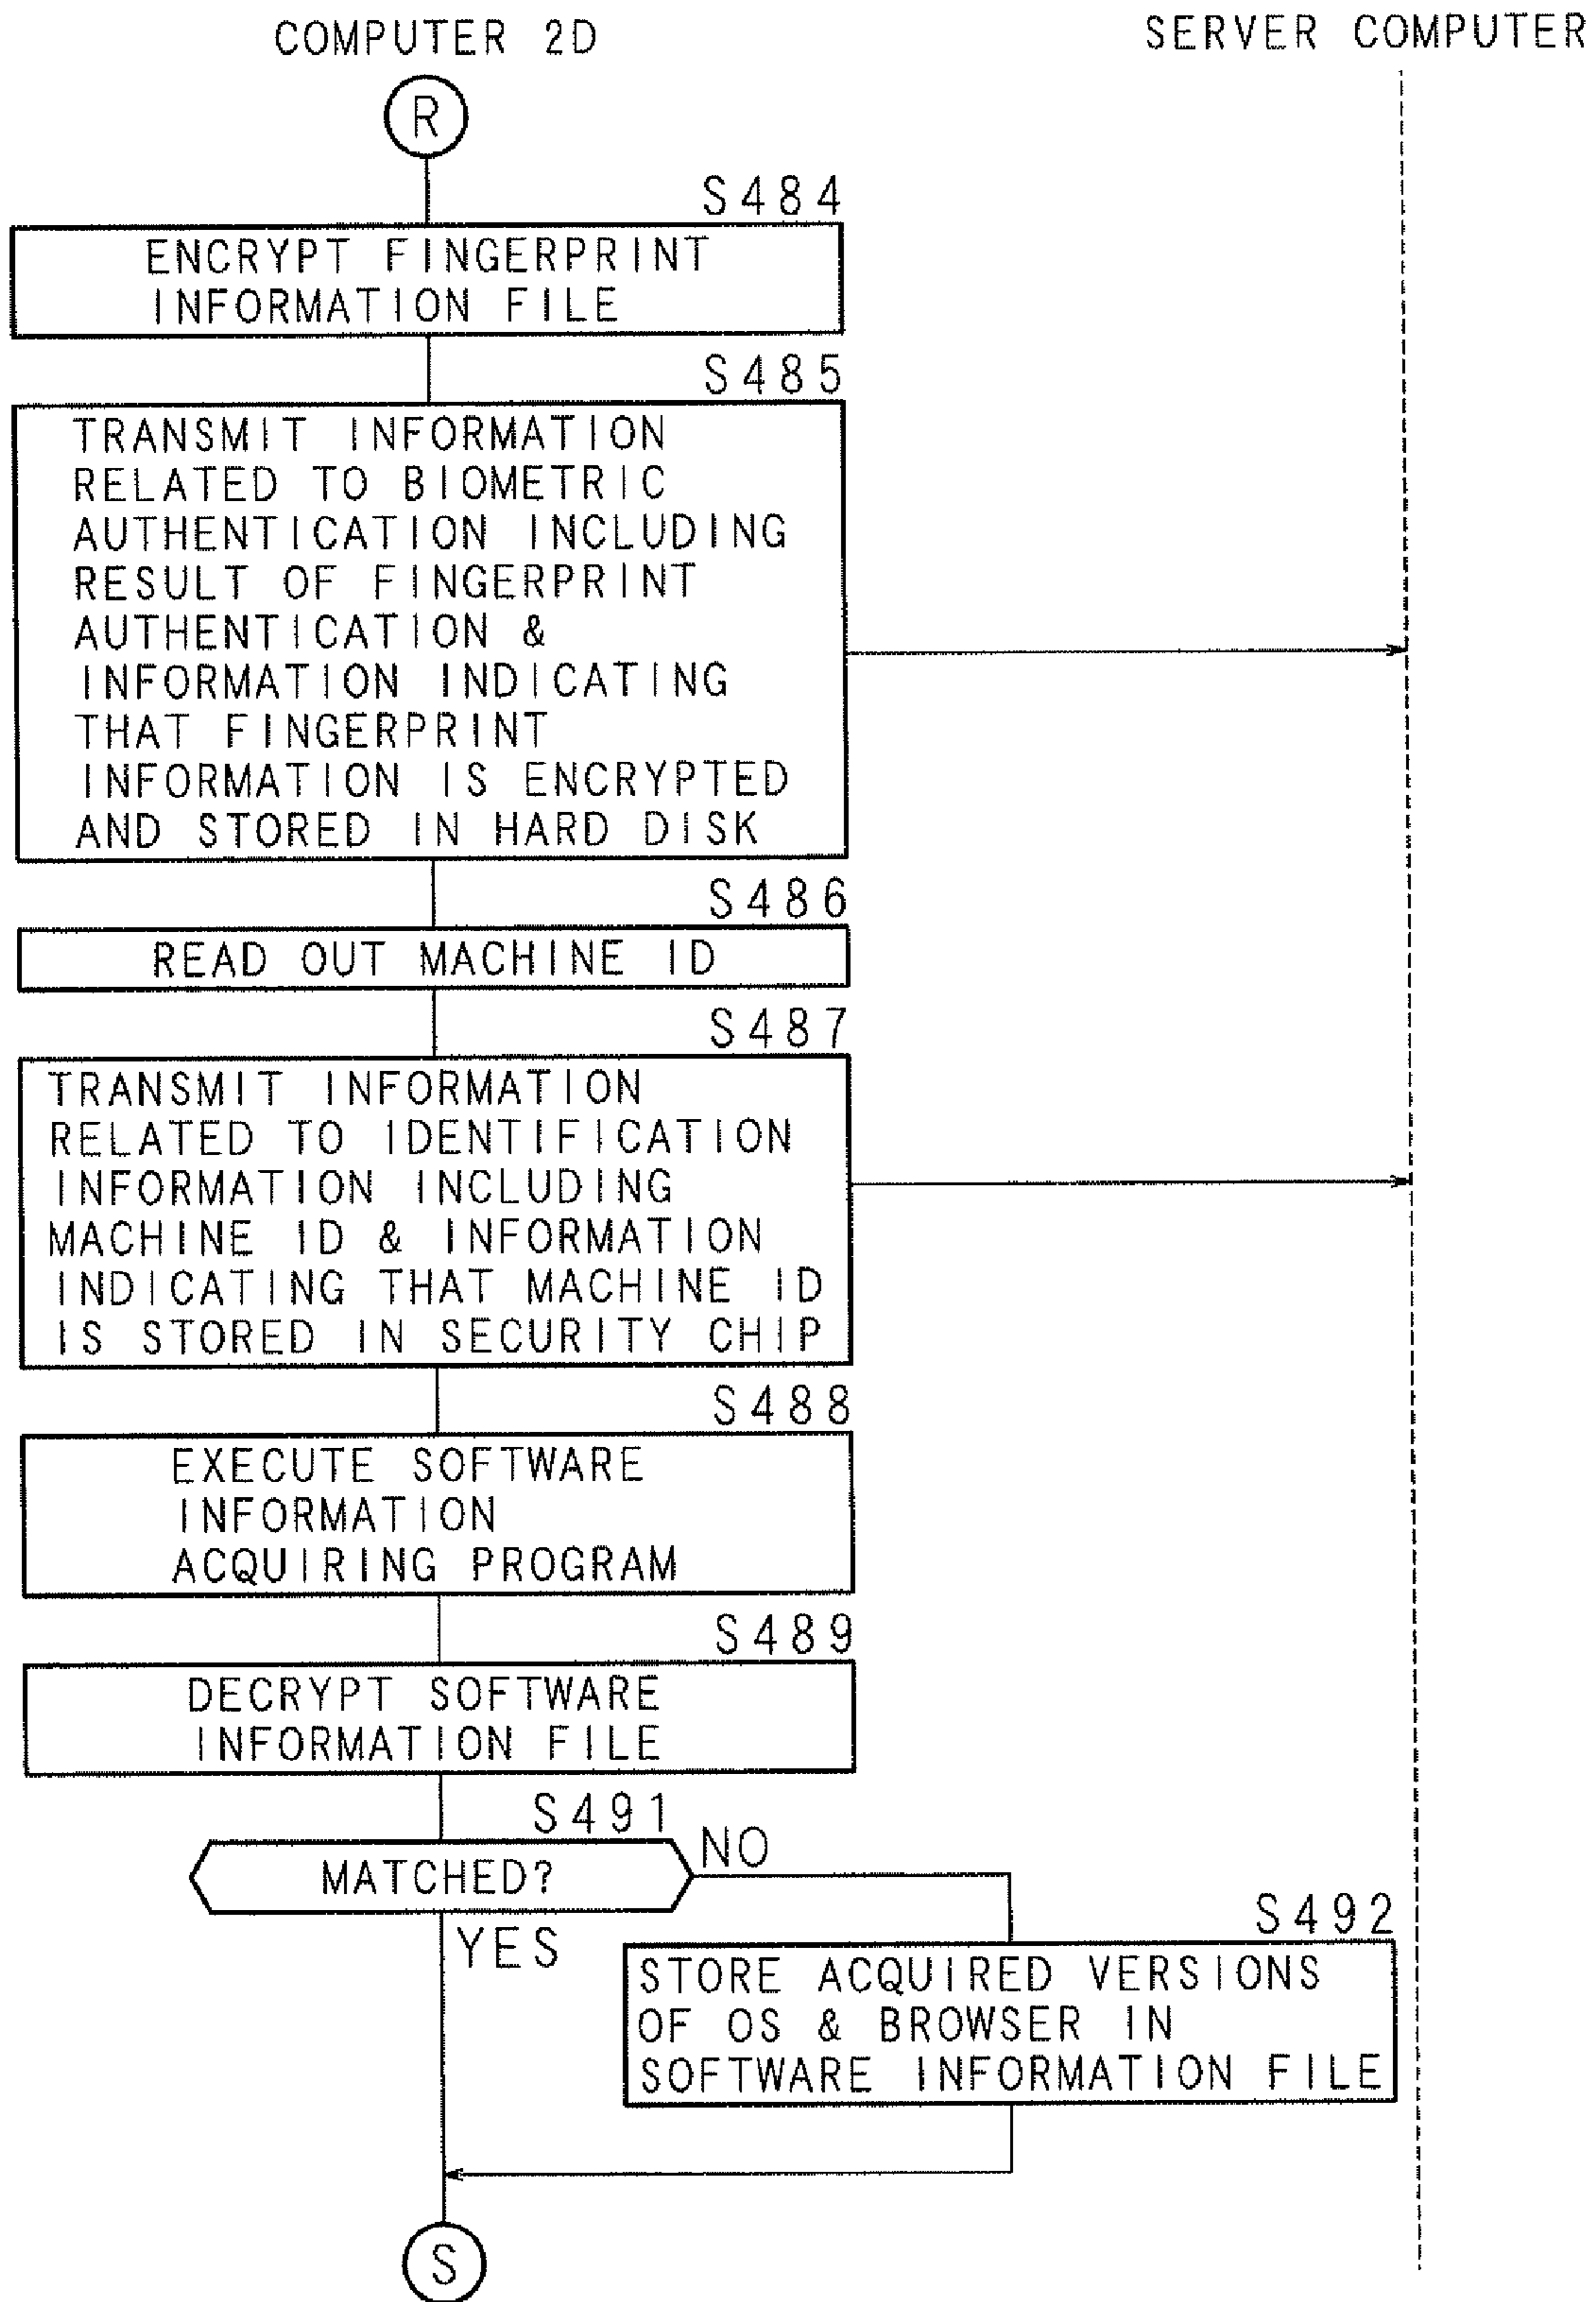 COMPUTER 2D
SERVER COMPUTER
R
S484
ENCRYPT FINGERPRINT
INFORMATION FILE
S485
TRANSMIT INFORMATION
RELATED TO BIOMETRIC
AUTHENTICATION INCLUDING
RESULT OF FINGERPRINT
AUTHENTICATION &
INFORMATION INDICATING
THAT FINGERPRINT
INFORMATION IS ENCRYPTED
AND STORED IN HARD DISK
S486
READ OUT MACHINE ID
S487
TRANSMIT INFORMATION
RELATED TO IDENTIFICATION
INFORMATION INCLUDING
MACHINE ID & INFORMATION
INDICATING THAT MACHINE ID
IS STORED IN SECURITY CHIP
S488
EXECUTE SOFTWARE
INFORMATION
ACQUIRING PROGRAM
S489
DECRYPT SOFTWARE
INFORMATION FILE
S491
MATCHED?
NO
YES
S492
STORE ACQUIRED VERSIONS
OF OS & BROWSER IN
SOFTWARE INFORMATION FILE
S